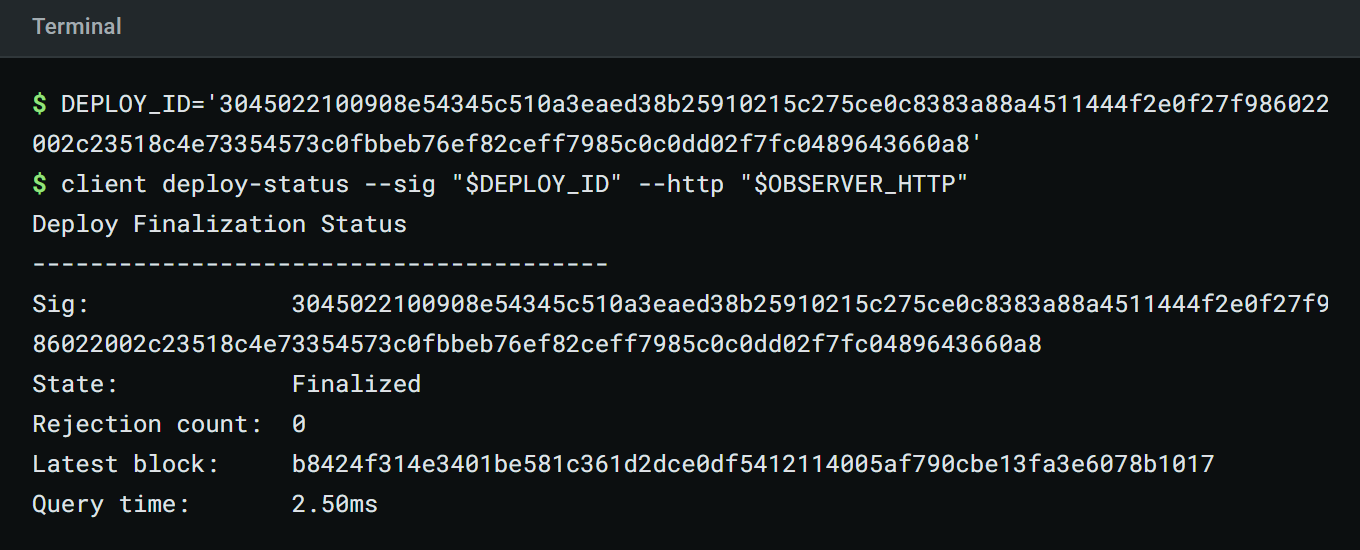 Terminal
$ DEPLOY_ID='3045022100908e54345c510a3eaed38b25910215c275ce0c8383a88a4511444f2e0f27f986022
002c23518c4e73354573c0fbbeb76ef82ceff7985c0c0dd02f7fc0489643660a8'
$ client deploy-status --sig "$DEPLOY_ID" --http "$OBSERVER_HTTP"
Deploy Finalization Status
----------------------------------------
Sig:              3045022100908e54345c510a3eaed38b25910215c275ce0c8383a88a4511444f2e0f27f9
86022002c23518c4e73354573c0fbbeb76ef82ceff7985c0c0dd02f7fc0489643660a8
State:            Finalized
Rejection count:  0
Latest block:     b8424f314e3401be581c361d2dce0df5412114005af790cbe13fa3e6078b1017
Query time:       2.50ms